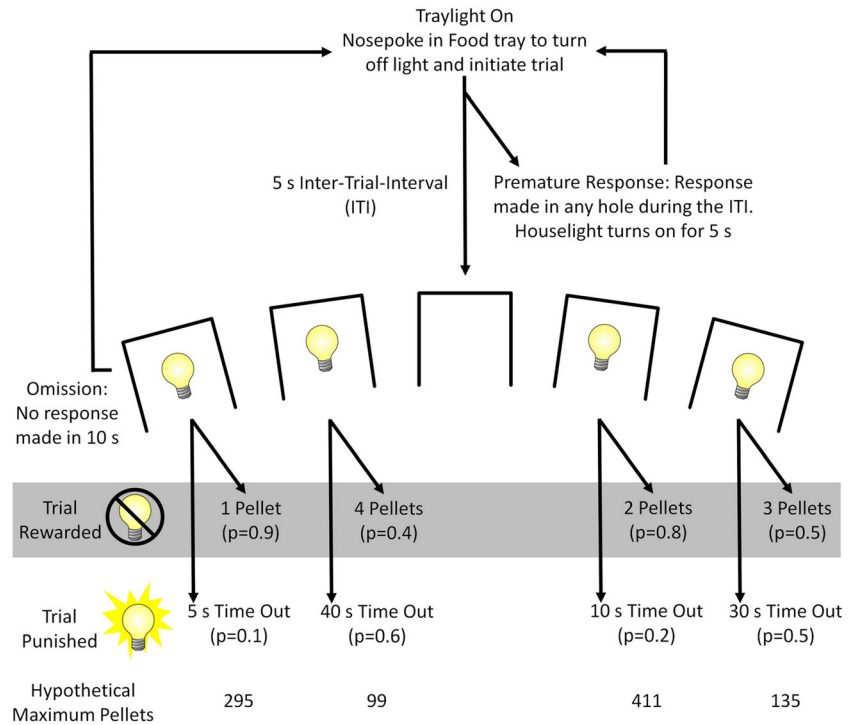 Traylight On
Nosepoke in Food tray to turn
off light and initiate trial
5 s Inter-Trial-Interval
(ITI)
Premature Response: Response
made in any hole during the ITI.
Houselight turns on for 5 s
Omission:
No response
made in 10 s
Trial
Rewarded
1 Pellet
(p=0.9)
4 Pellets
(p=0.4)
2 Pellets
(p=0.8)
3 Pellets
(p=0.5)
Trial
Punished
5 s Time Out
(p=0.1)
40 s Time Out
(p=0.6)
10 s Time Out
(p=0.2)
30 s Time Out
(p=0.5)
Hypothetical
Maximum Pellets
295
99
411
135